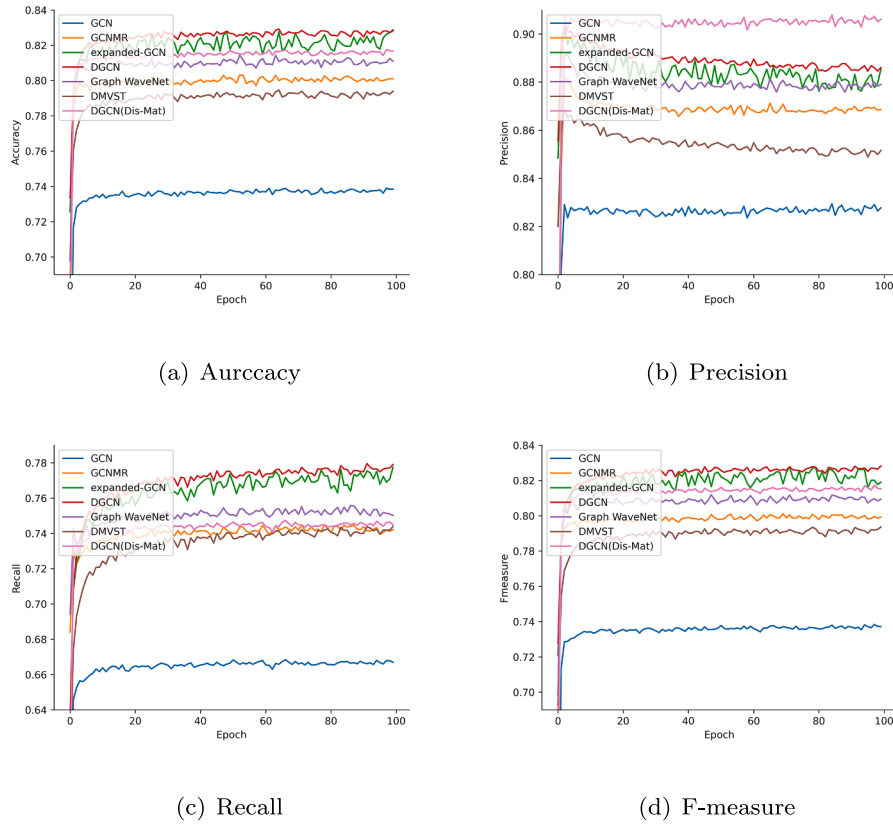 0.84
0.82
0.80
0.78
0.76
0.74
0.72
0.70
Accuracy
GCN
GCNMR
expanded-GCN
DGCN
Graph WaveNet
DMVST
DGCN(Dis-Mat)
0 20 40 60 80 100
Epoch
0.90
0.88
0.86
0.84
0.82
0.80
Precision
GCN
GCNMR
expanded-GCN
DGCN
Graph WaveNet
DMVST
DGCN(Dis-Mat)
0 20 40 60 80 100
Epoch
(a) Aurccacy
(b) Precision
0.78
0.76
0.74
0.72
0.70
0.68
0.66
0.64
Recall
GCN
GCNMR
expanded-GCN
DGCN
Graph WaveNet
DMVST
DGCN(Dis-Mat)
0 20 40 60 80 100
Epoch
0.84
0.82
0.80
0.78
0.76
0.74
0.72
0.70
Fmeasure
GCN
GCNMR
expanded-GCN
DGCN
Graph WaveNet
DMVST
DGCN(Dis-Mat)
0 20 40 60 80 100
Epoch
(c) Recall
(d) F-measure